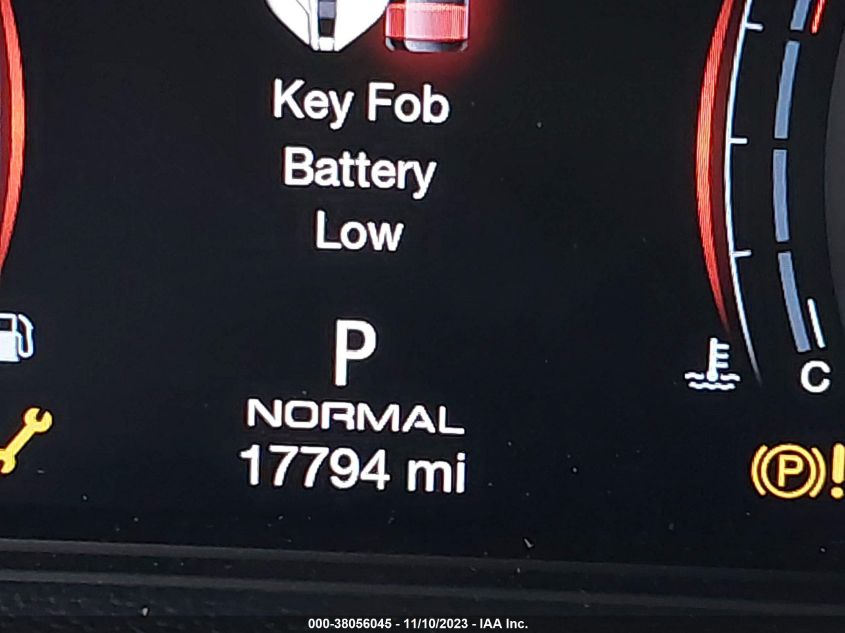 Key Fob
Battery
Low
P
NORMAL
17794 mi
C
(P)!
000-38056045 - 11/10/2023 - IAA Inc.